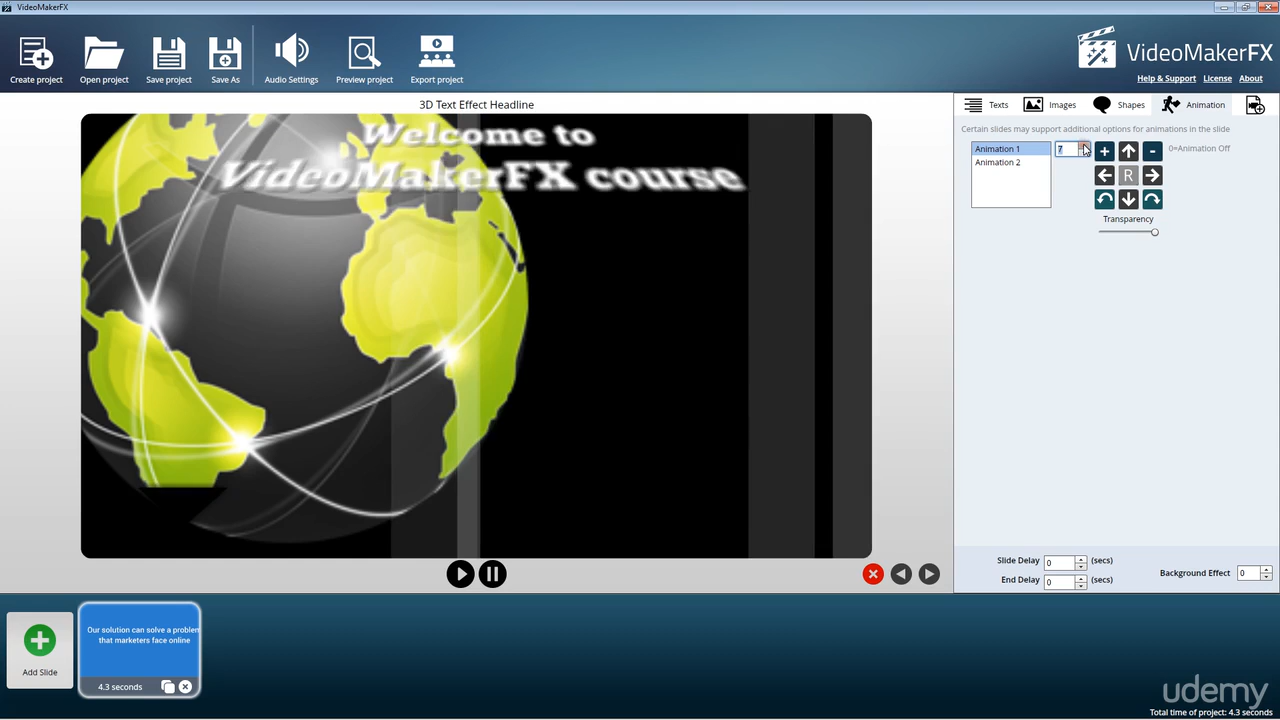 VideoMakerFX
Create project
Open project
Save project
Save As
Audio Settings
Preview project
Export project
VideoMakerFX
Help & Support
License
About
3D Text Effect Headline
Welcome to
VideoMakerFX course
Texts
Images
Shapes
Animation
Certain slides may support additional options for animations in the slide
Animation 1
Animation 2
7
+
-
R
0=Animation Off
Transparency
Slide Delay 0 (secs)
End Delay 0 (secs)
Background Effect 0
Add Slide
Our solution can solve a problem
that marketers face online
4.3 seconds
udemy
Total time of project: 4.3 seconds